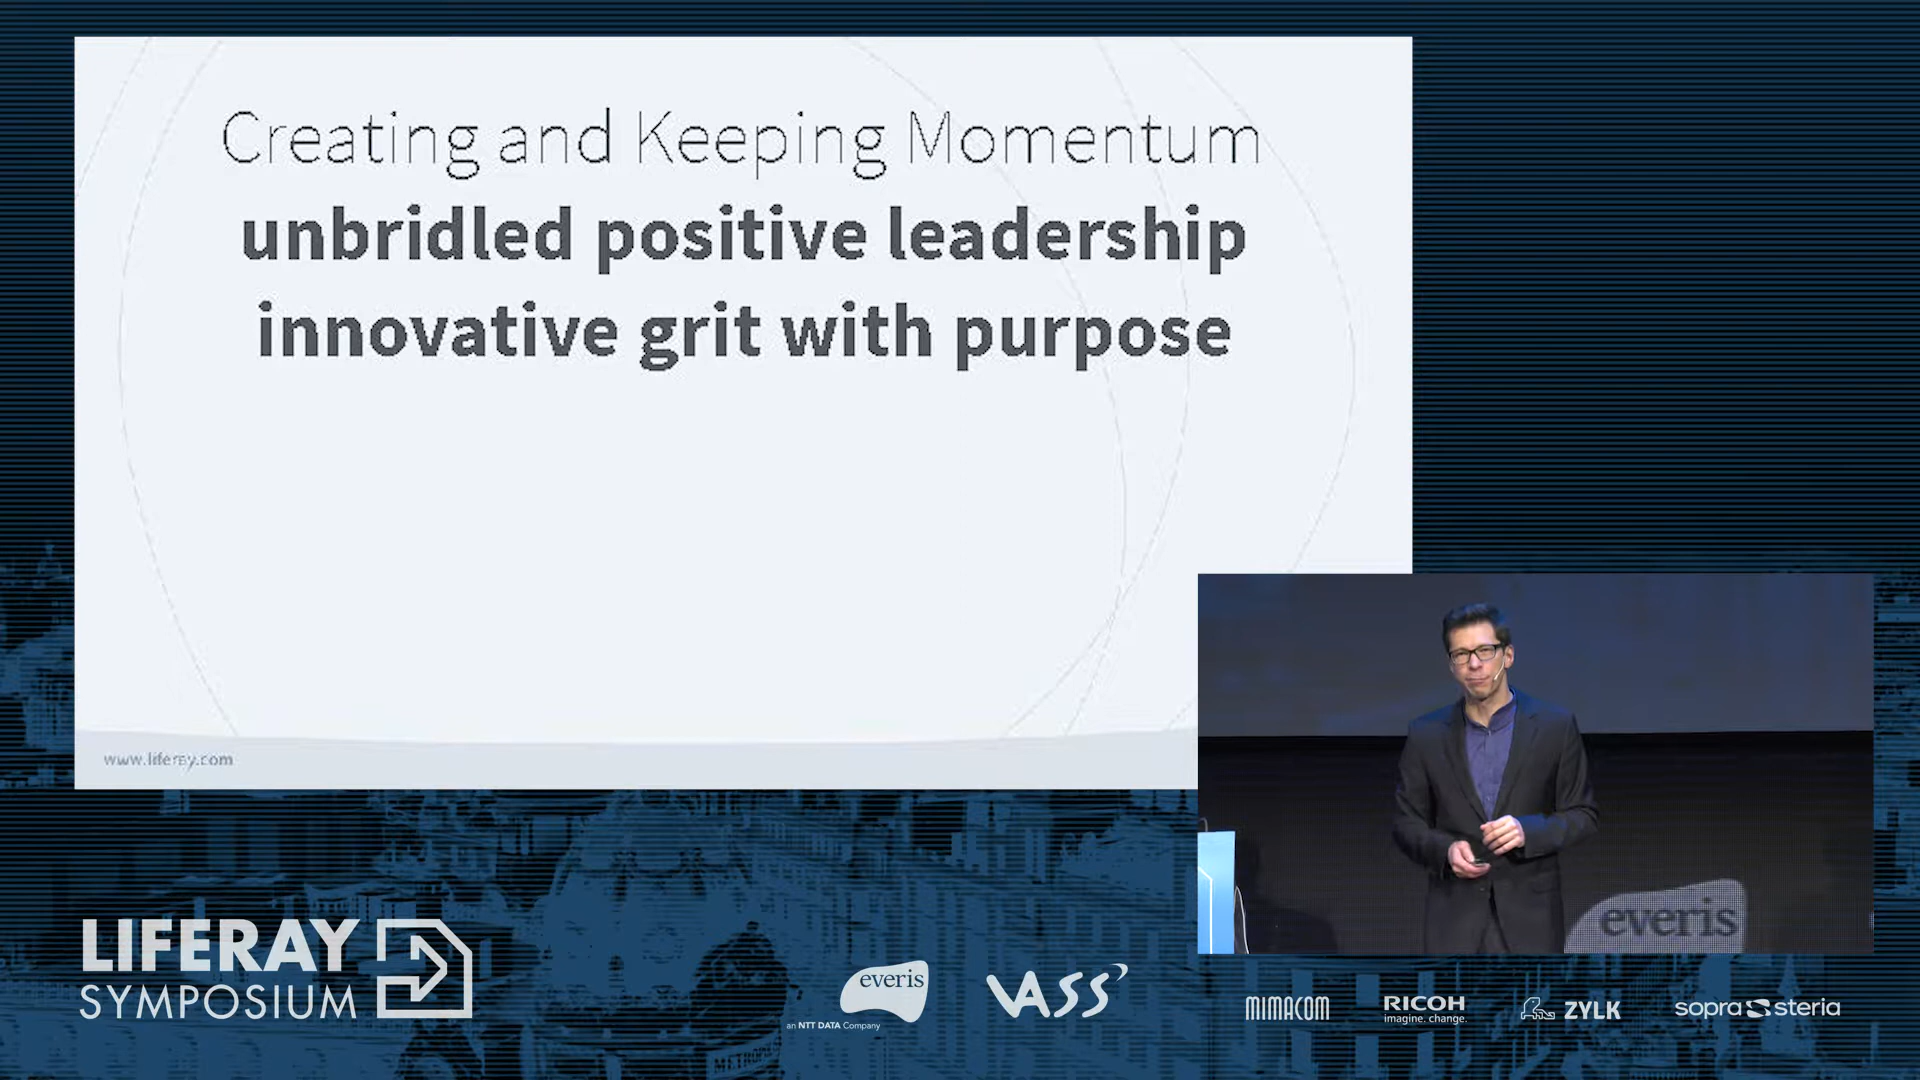 Creating and Keeping Momentum
unbridled positive leadership
innovative grit with purpose
www.liferay.com
everis
LIFERAY
SYMPOSIUM
everis
an NTT DATA Company
VASS
MIMACOM
RICOH
imagine. change.
ZYLK
sopra steria
METROPOLIS